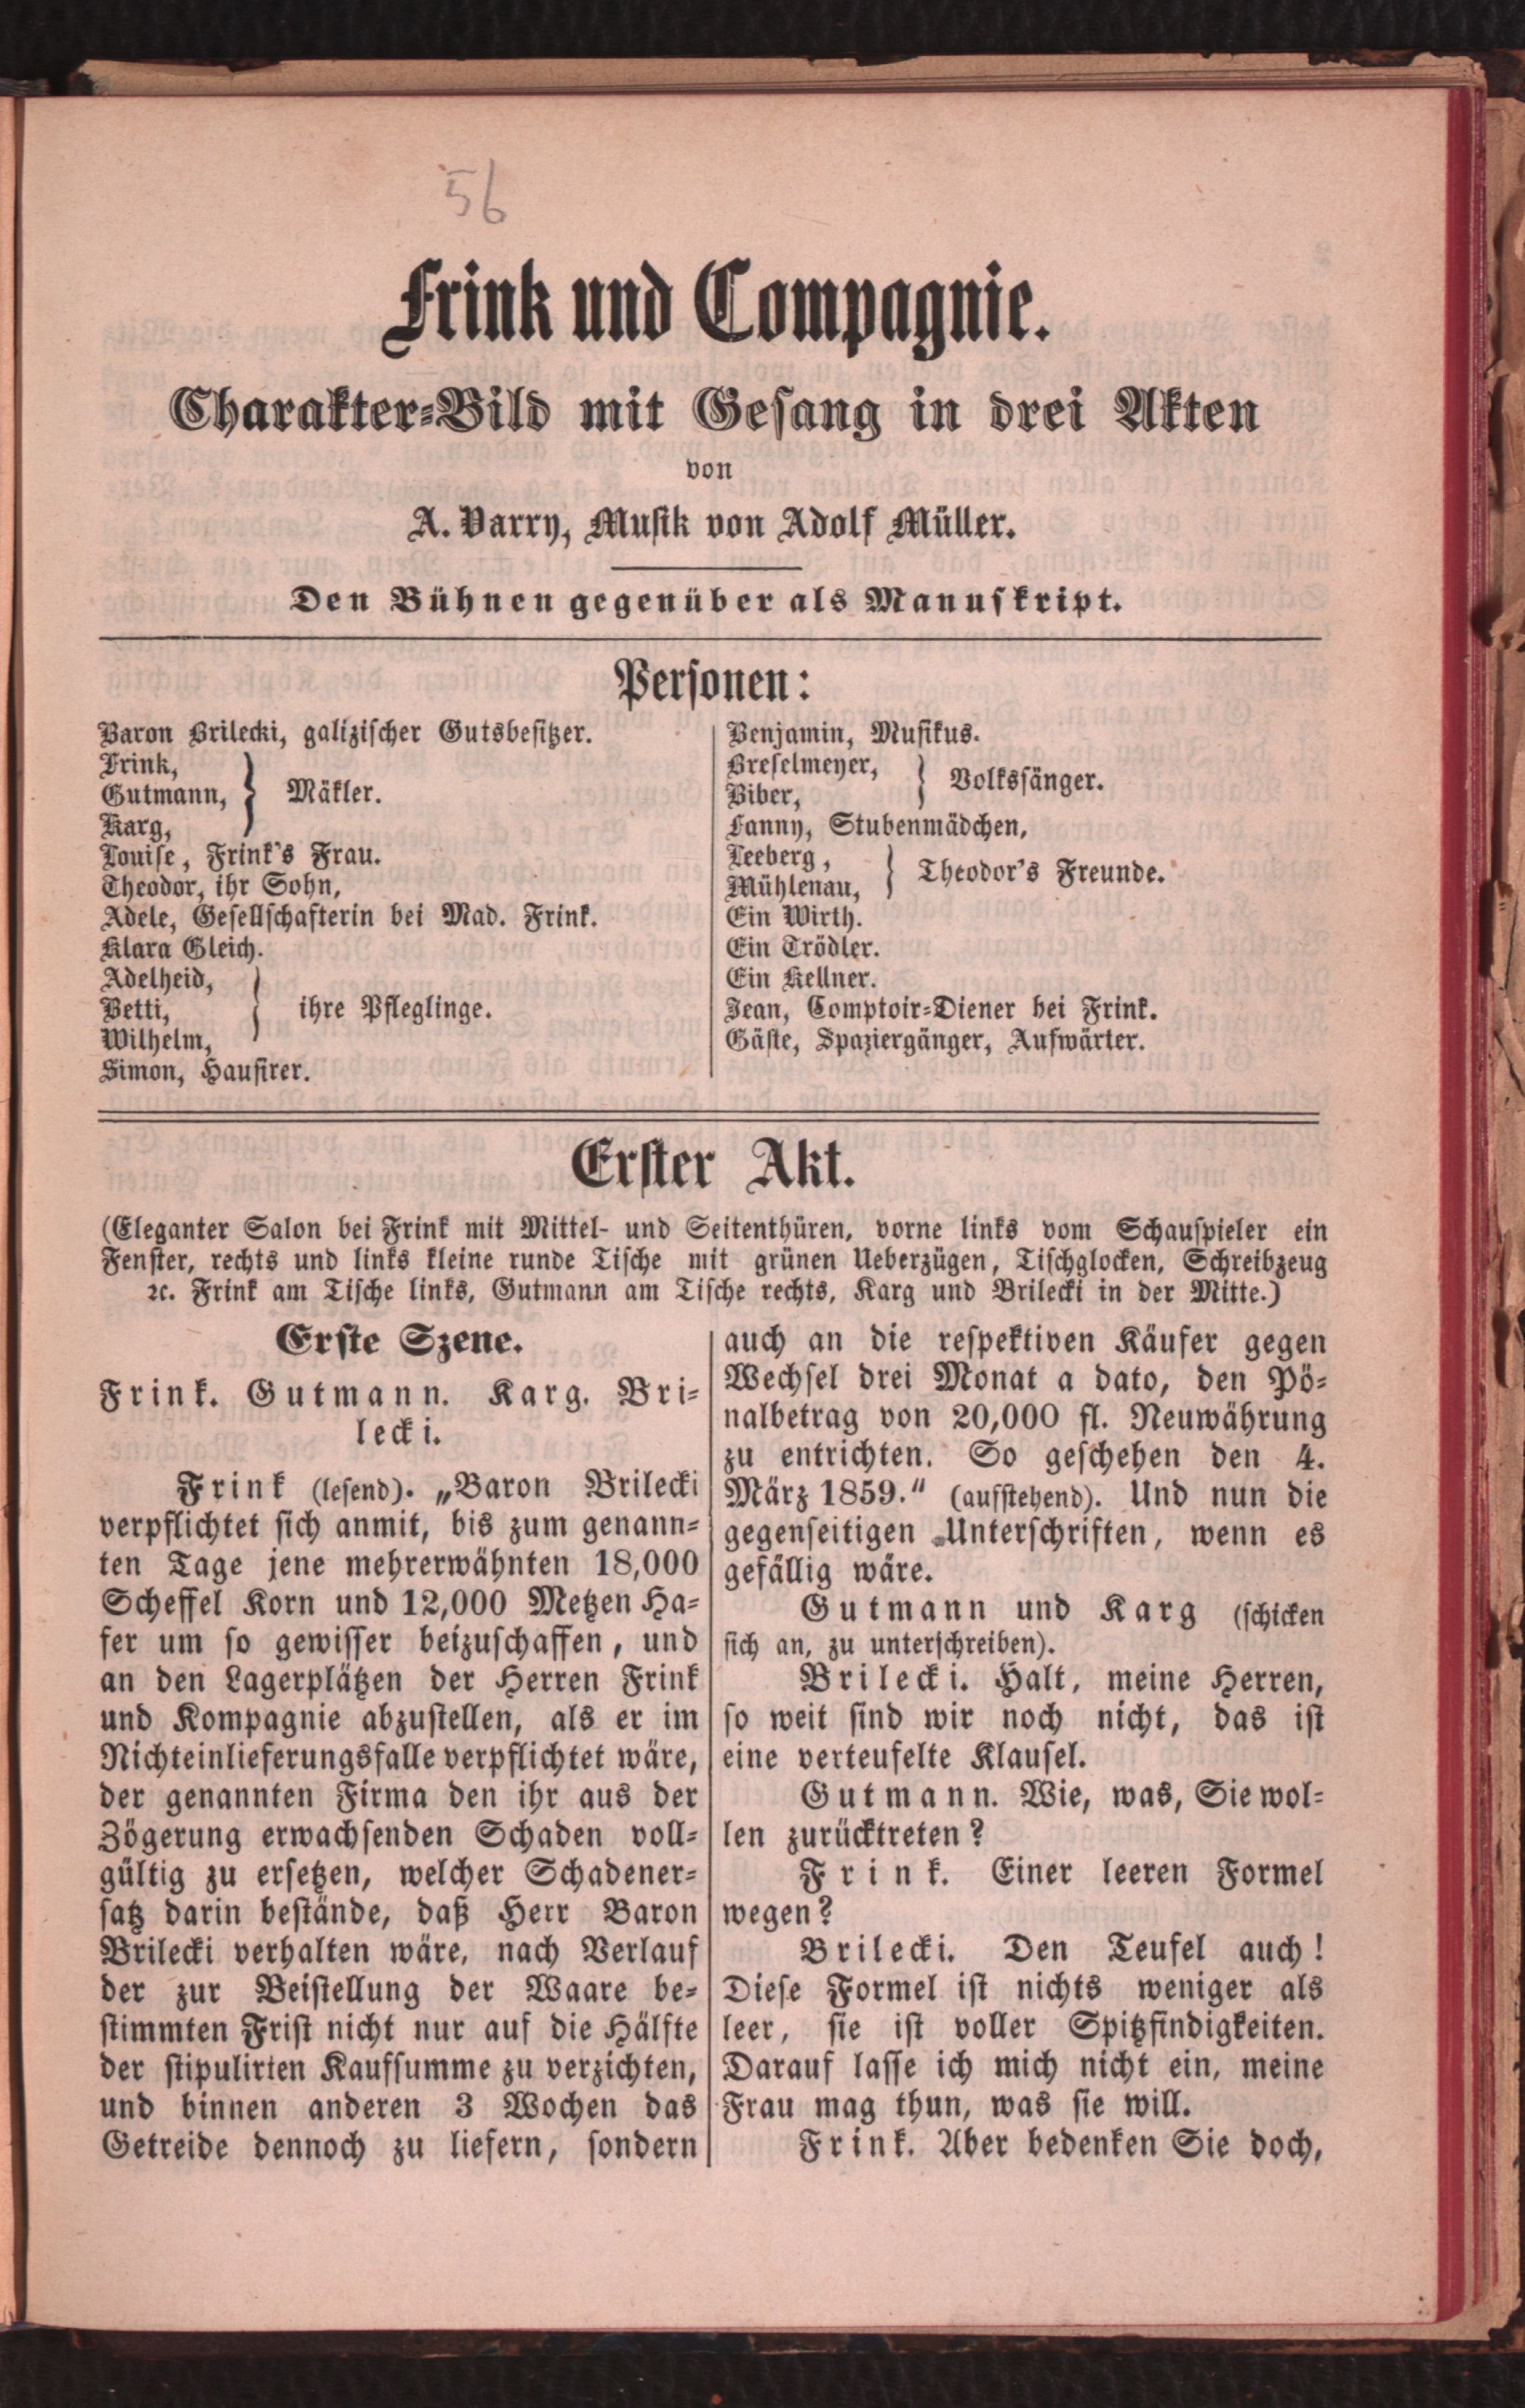 56
Frink und Compagnie.
Charakter-Bild mit Gesang in drei Akten
von
A. Varry, Musik von Adolf Müller.
Den Bühnen gegenüber als Manuskript.
Personen:
Baron Brilecki, galizischer Gutsbesitzer.
Frink,
Gutmann, } Mäkler.
Karg,
Louise, Frink's Frau.
Theodor, ihr Sohn,
Adele, Gesellschafterin bei Mad. Frink.
Klara Gleich.
Adelheid,
Betti, } ihre Pfleglinge.
Wilhelm,
Simon, Hausirer.
Benjamin, Musikus.
Breselmeyer, } Volkssänger.
Biber,
Fanny, Stubenmädchen,
Leeberg, } Theodor's Freunde.
Mühlenau,
Ein Wirth.
Ein Trödler.
Ein Kellner.
Jean, Comptoir-Diener bei Frink.
Gäste, Spaziergänger, Aufwärter.
Erster Akt.
(Eleganter Salon bei Frink mit Mittel- und Seitenthüren, vorne links vom Schauspieler ein
Fenster, rechts und links kleine runde Tische mit grünen Ueberzügen, Tischglocken, Schreibzeug
ꝛc. Frink am Tische links, Gutmann am Tische rechts, Karg und Brilecki in der Mitte.)
Erste Szene.
Frink. Gutmann. Karg. Bri-
lecki.
Frink (lesend). „Baron Brilecki
verpflichtet sich anmit, bis zum genann-
ten Tage jene mehrerwähnten 18,000
Scheffel Korn und 12,000 Metzen Ha-
fer um so gewisser beizuschaffen, und
an den Lagerplätzen der Herren Frink
und Kompagnie abzustellen, als er im
Nichteinlieferungsfalle verpflichtet wäre,
der genannten Firma den ihr aus der
Zögerung erwachsenden Schaden voll-
gültig zu ersetzen, welcher Schadener-
satz darin bestände, daß Herr Baron
Brilecki verhalten wäre, nach Verlauf
der zur Beistellung der Waare be-
stimmten Frist nicht nur auf die Hälfte
der stipulirten Kaufsumme zu verzichten,
und binnen anderen 3 Wochen das
Getreide dennoch zu liefern, sondern
auch an die respektiven Käufer gegen
Wechsel drei Monat a dato, den Pö-
nalbetrag von 20,000 fl. Neuwährung
zu entrichten. So geschehen den 4.
März 1859.“ (aufstehend). Und nun die
gegenseitigen Unterschriften, wenn es
gefällig wäre.
Gutmann und Karg (schicken
sich an, zu unterschreiben).
Brilecki. Halt, meine Herren,
so weit sind wir noch nicht, das ist
eine verteufelte Klausel.
Gutmann. Wie, was, Sie wol-
len zurücktreten?
Frink. Einer leeren Formel
wegen?
Brilecki. Den Teufel auch!
Diese Formel ist nichts weniger als
leer, sie ist voller Spitzfindigkeiten.
Darauf lasse ich mich nicht ein, meine
Frau mag thun, was sie will.
Frink. Aber bedenken Sie doch,